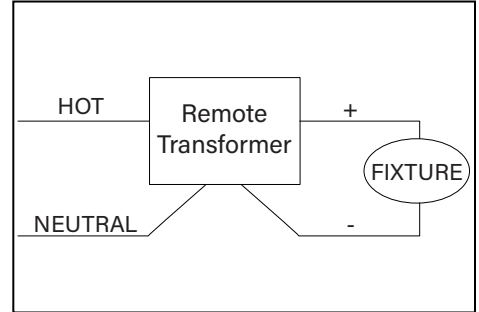 HOT
Remote
Transformer
+
FIXTURE
NEUTRAL
-